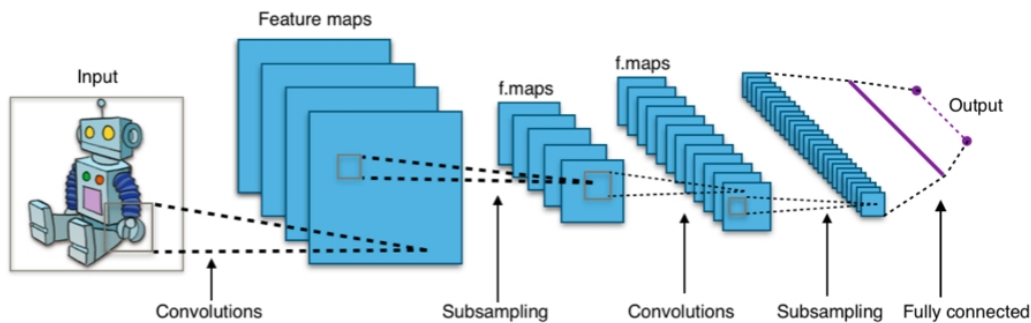 Feature maps
Input
f.maps
f.maps
Output
Convolutions
Subsampling
Convolutions
Subsampling
Fully connected